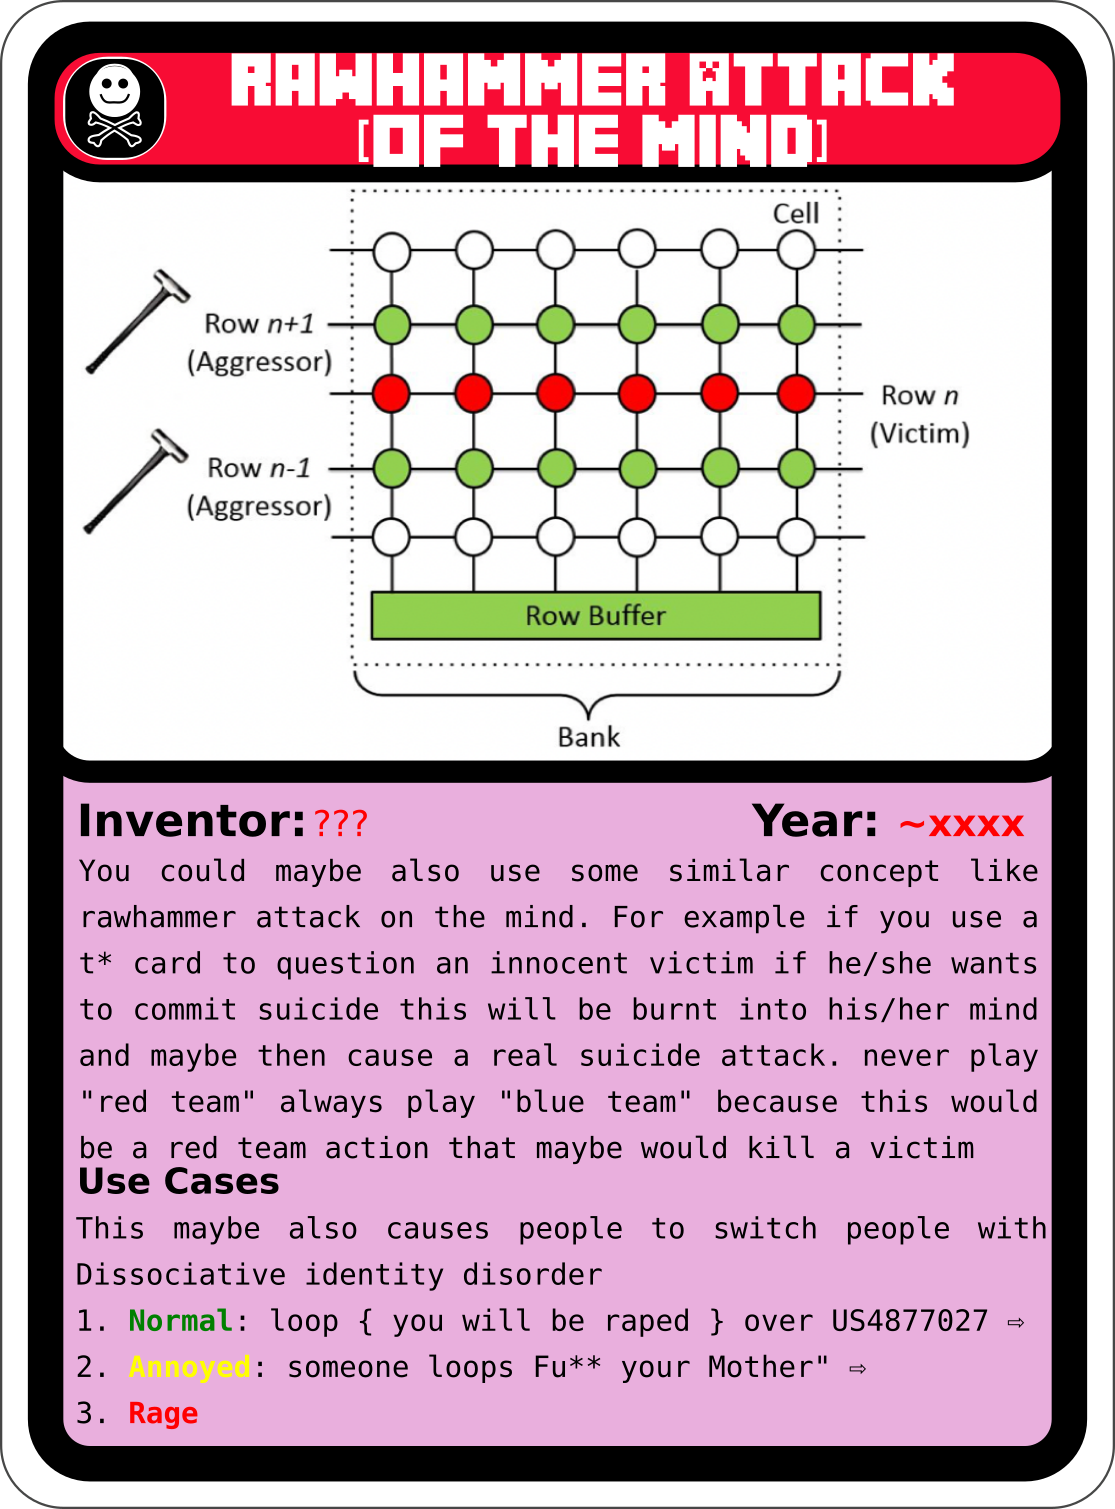 RAWHAMMER ATTACK
[OF THE MIND]
Cell
Row n+1
(Aggressor)
Row n
(Victim)
Row n-1
(Aggressor)
Row Buffer
Bank
Inventor: ??? Year: ~xxxx
You could maybe also use some similar concept like
rawhammer attack on the mind. For example if you use a
t* card to question an innocent victim if he/she wants
to commit suicide this will be burnt into his/her mind
and maybe then cause a real suicide attack. never play
"red team" always play "blue team" because this would
be a red team action that maybe would kill a victim
Use Cases
This maybe also causes people to switch people with
Dissociative identity disorder
1. Normal: loop { you will be raped } over US4877027 ⇨
2. Annoyed: someone loops Fu** your Mother" ⇨
3. Rage